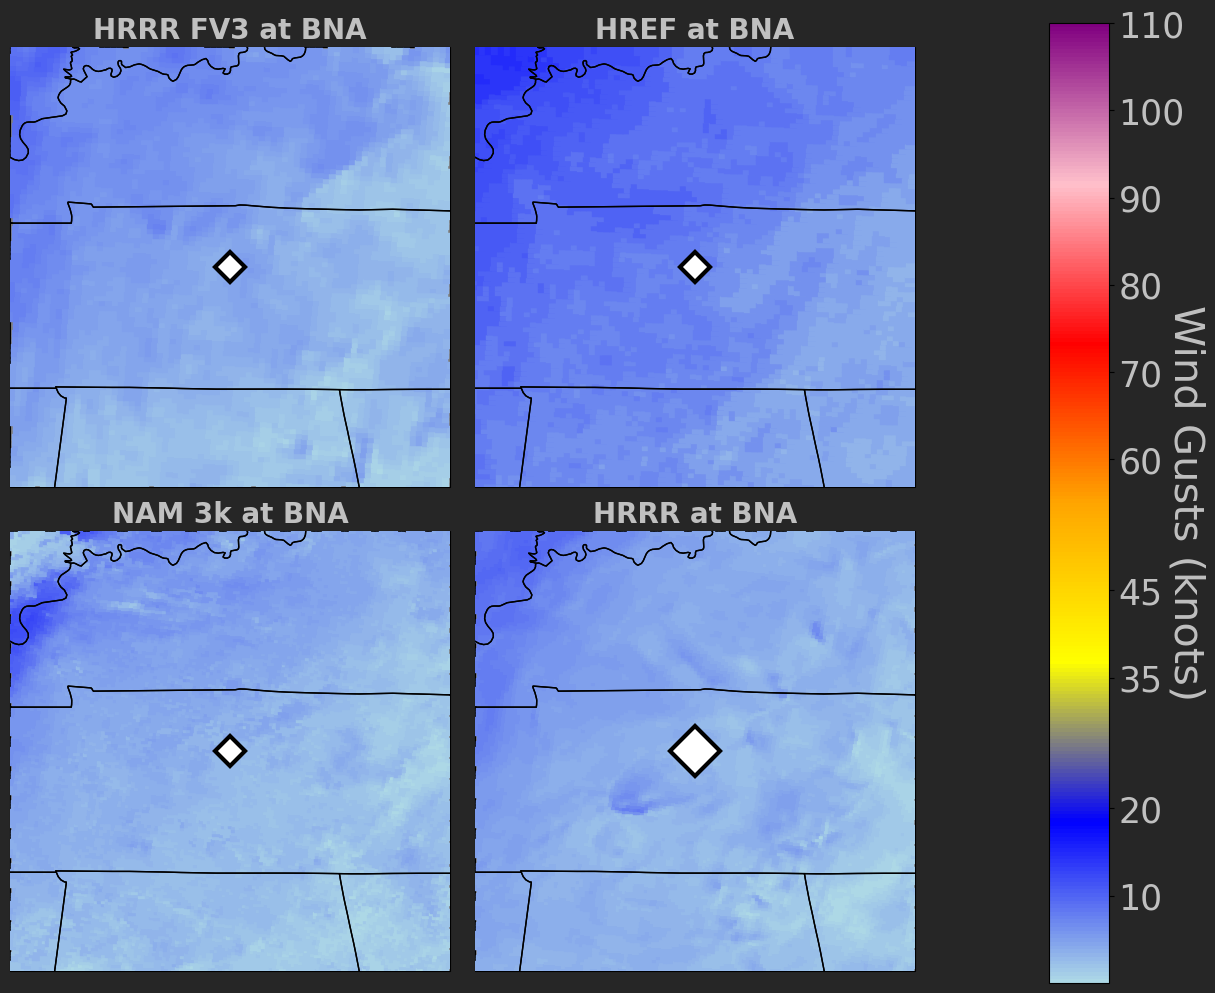 HRRR FV3 at BNA
HREF at BNA
NAM 3k at BNA
HRRR at BNA
110
100
90
80
70
60
45
35
20
10
Wind Gusts (knots)